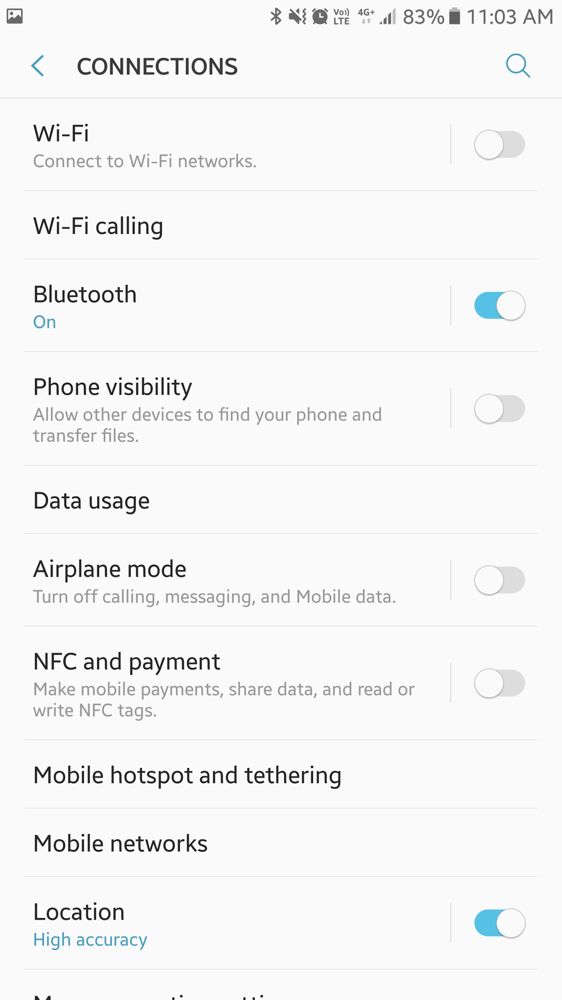 Vo)) LTE 4G+ 83% 11:03 AM
CONNECTIONS
Wi-Fi
Connect to Wi-Fi networks.
Wi-Fi calling
Bluetooth
On
Phone visibility
Allow other devices to find your phone and
transfer files.
Data usage
Airplane mode
Turn off calling, messaging, and Mobile data.
NFC and payment
Make mobile payments, share data, and read or
write NFC tags.
Mobile hotspot and tethering
Mobile networks
Location
High accuracy